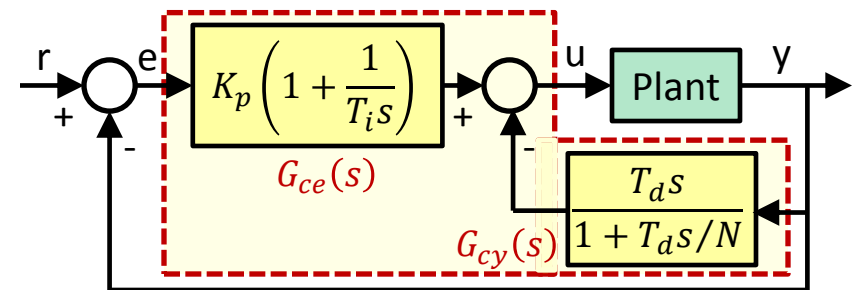 r
+
-
e
K_p(1 + 1/(T_i s))
G_ce(s)
+
-
u
Plant
y
T_d s/(1 + T_d s/N)
G_cy(s)